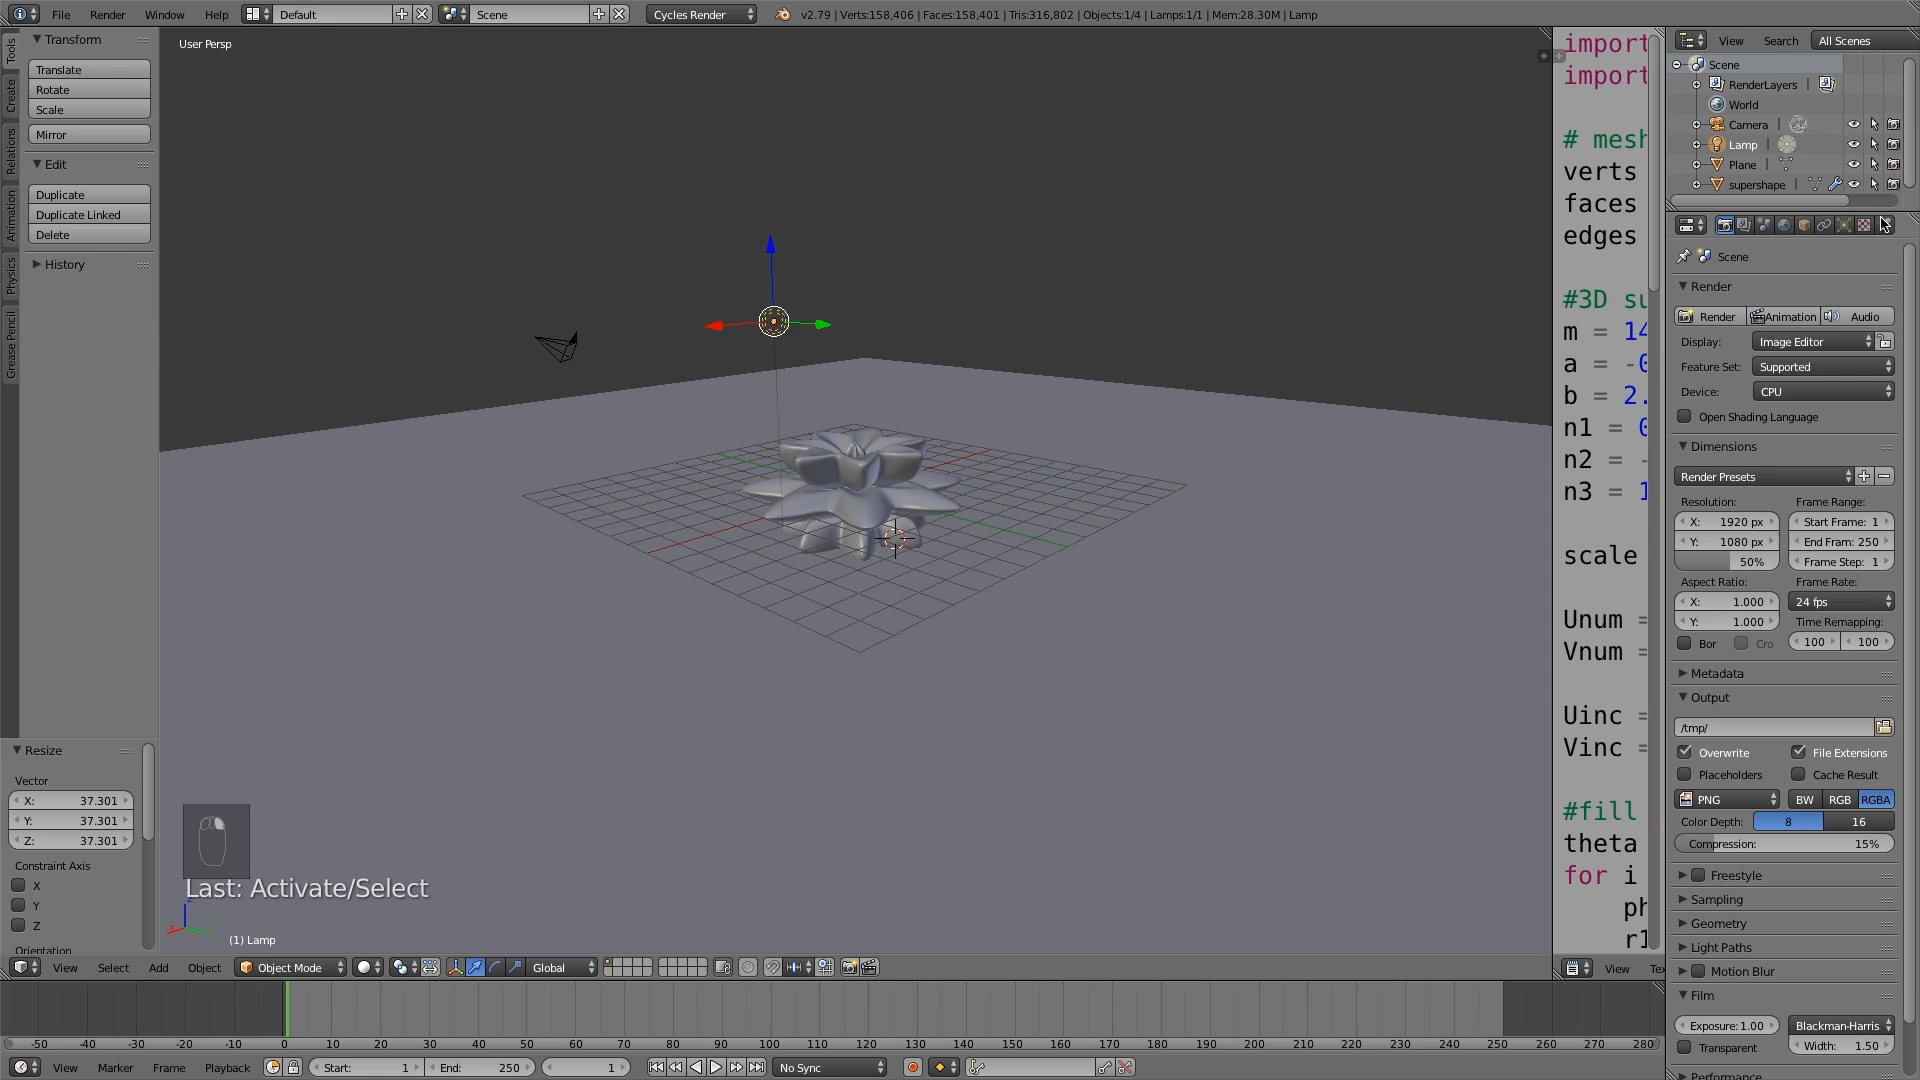 File Render Window Help Default Scene Cycles Render v2.79 | Verts:158,406 | Faces:158,401 | Tris:316,802 | Objects:1/4 | Lamps:1/1 | Mem:28.30M | Lamp
Tools
Create
Relations
Animation
Physics
Grease Pencil
Transform
Translate
Rotate
Scale
Mirror
Edit
Duplicate
Duplicate Linked
Delete
History
Resize
Vector
X: 37.301
Y: 37.301
Z: 37.301
Constraint Axis
X
Y
Z
Orientation
User Persp
Last: Activate/Select
(1) Lamp
View Select Add Object Object Mode Global
import
import
# mesh
verts
faces
edges
#3D su
m = 14
a = -0
b = 2.
n1 = 0
n2 = -
n3 = 1
scale
Unum =
Vnum =
Uinc =
Vinc =
#fill
theta
for i
ph
r1
View Te
View Search All Scenes
Scene
RenderLayers |
World
Camera |
Lamp |
Plane |
supershape |
Scene
Render
Render Animation Audio
Display: Image Editor
Feature Set: Supported
Device: CPU
Open Shading Language
Dimensions
Render Presets
Resolution: Frame Range:
X: 1920 px Start Frame: 1
Y: 1080 px End Fram: 250
50% Frame Step: 1
Aspect Ratio: Frame Rate:
X: 1.000 24 fps
Y: 1.000 Time Remapping:
Bor Cro 100 100
Metadata
Output
/tmp/
Overwrite File Extensions
Placeholders Cache Result
PNG BW RGB RGBA
Color Depth: 8 16
Compression: 15%
Freestyle
Sampling
Geometry
Light Paths
Motion Blur
Film
Exposure: 1.00 Blackman-Harris
Transparent Width: 1.50
Performance
-50 -40 -30 -20 -10 0 10 20 30 40 50 60 70 80 90 100 110 120 130 140 150 160 170 180 190 200 210 220 230 240 250 260 270 280
View Marker Frame Playback Start: 1 End: 250 1 No Sync